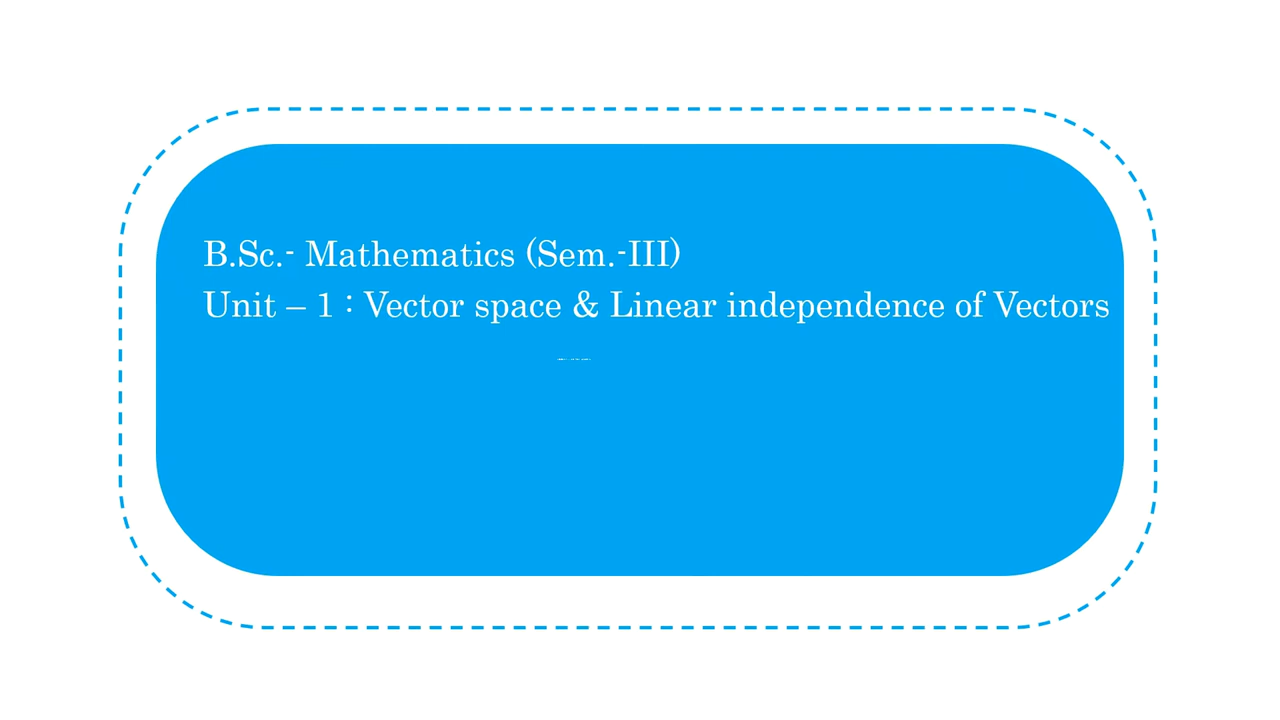 B.Sc.- Mathematics (Sem.-III)
Unit – 1 : Vector space & Linear independence of Vectors